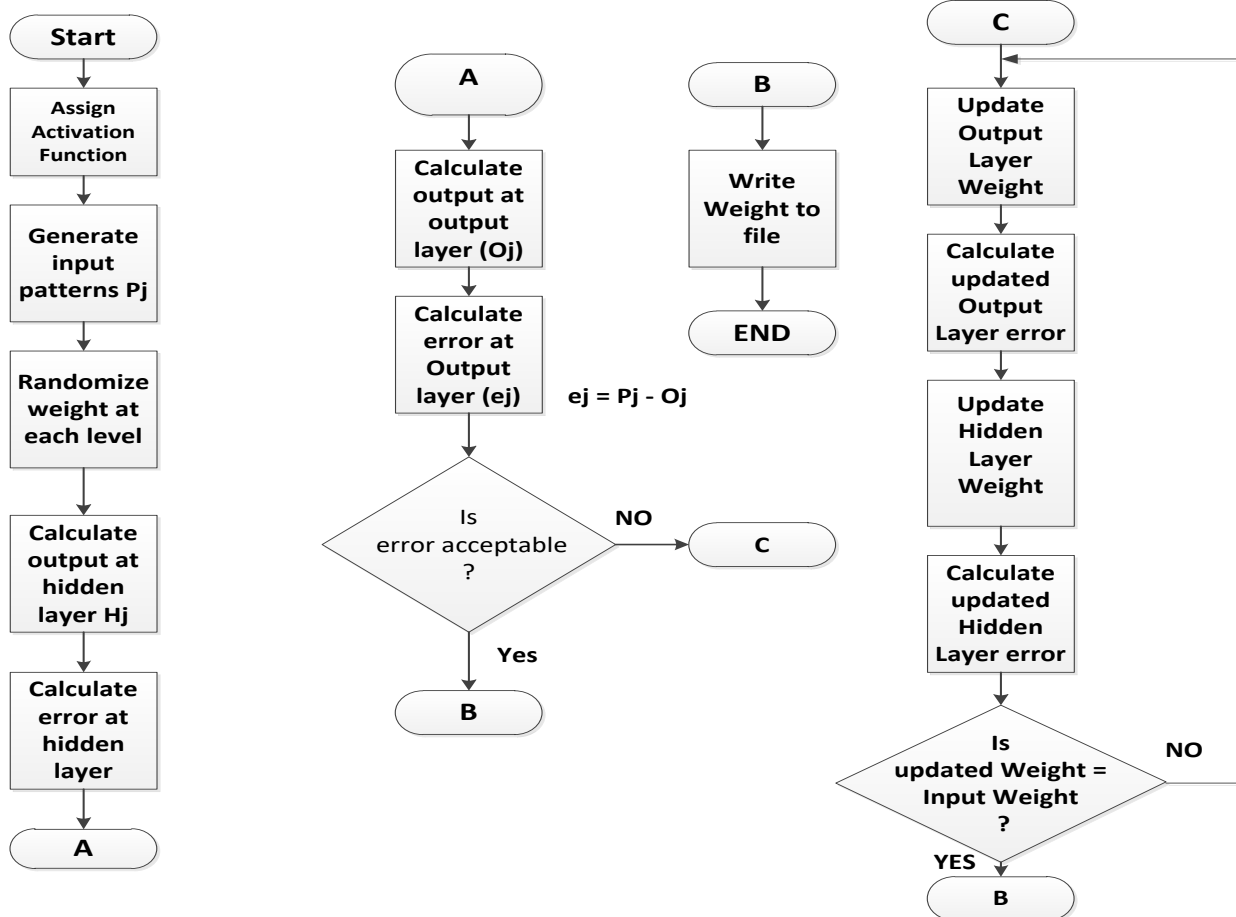 Start
Assign
Activation
Function
Generate
input
patterns Pj
Randomize
weight at
each level
Calculate
output at
hidden
layer Hj
Calculate
error at
hidden
layer
A
A
Calculate
output at
output
layer (Oj)
Calculate
error at
Output
layer (ej)
ej = Pj - Oj
Is
error acceptable
?
NO
C
Yes
B
B
Write
Weight to
file
END
C
Update
Output
Layer
Weight
Calculate
updated
Output
Layer error
Update
Hidden
Layer
Weight
Calculate
updated
Hidden
Layer error
Is
updated Weight =
Input Weight
?
NO
YES
B